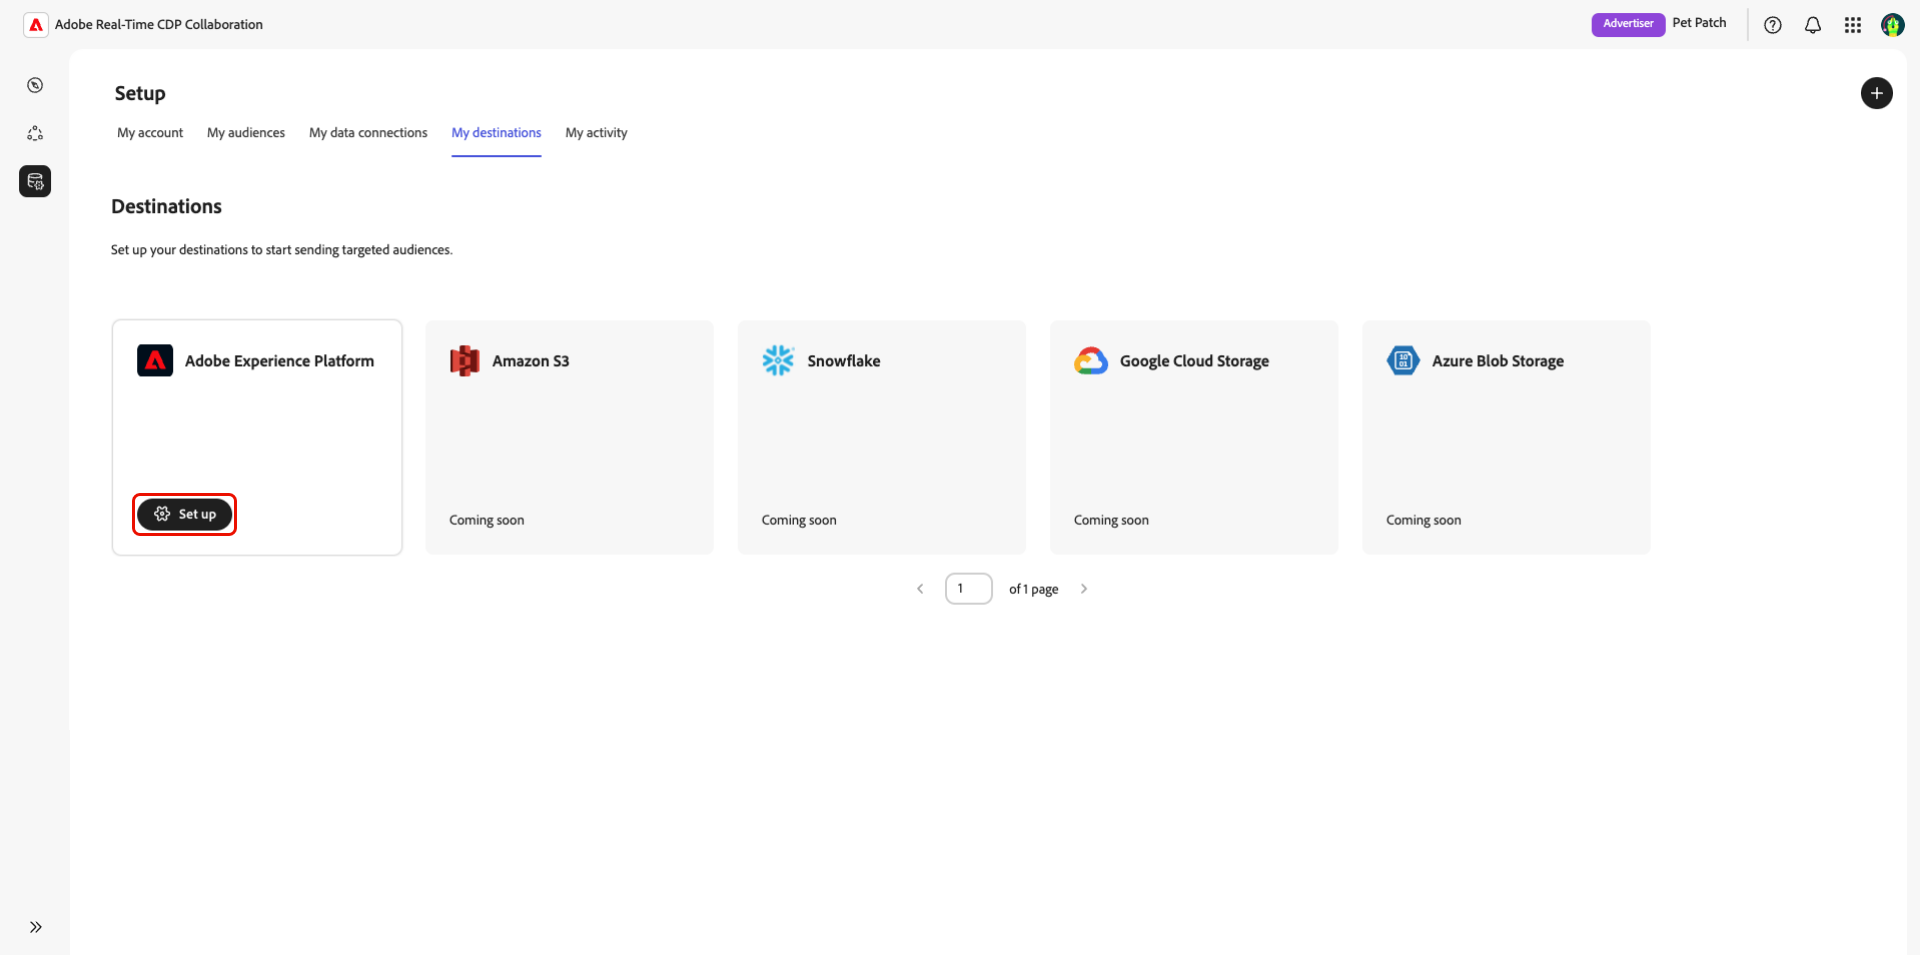 Adobe Real-Time CDP Collaboration
Advertiser Pet Patch
Setup
My account My audiences My data connections My destinations My activity
Destinations
Set up your destinations to start sending targeted audiences.
Adobe Experience Platform
Amazon S3
Snowflake
Google Cloud Storage
10
01
Azure Blob Storage
Set up
Coming soon
Coming soon
Coming soon
Coming soon
1 of 1 page